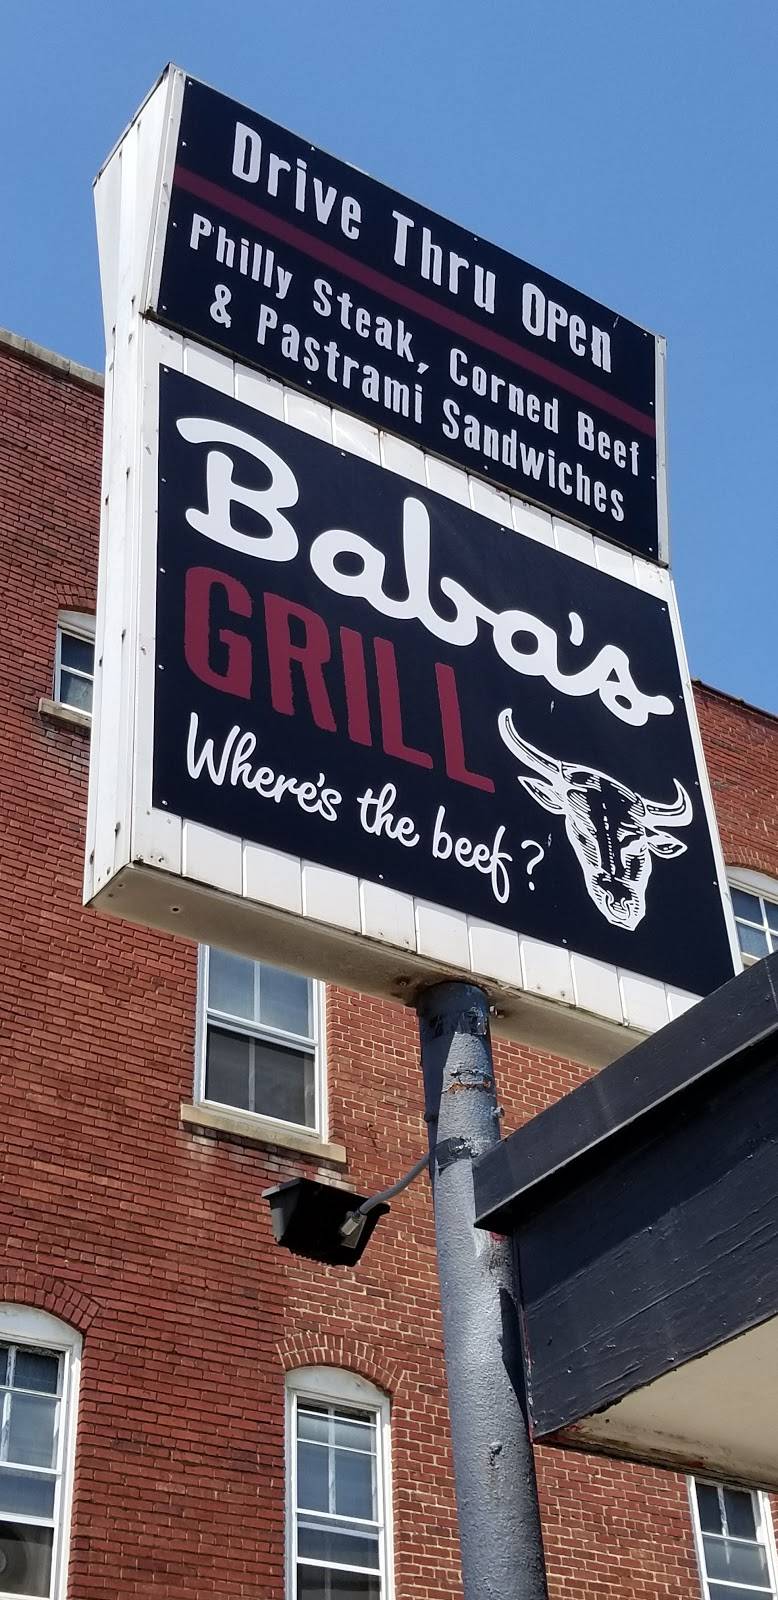 Drive Thru Open
Philly Steak, Corned Beef
& Pastrami Sandwiches
Baba's
GRILL
Where's the beef?